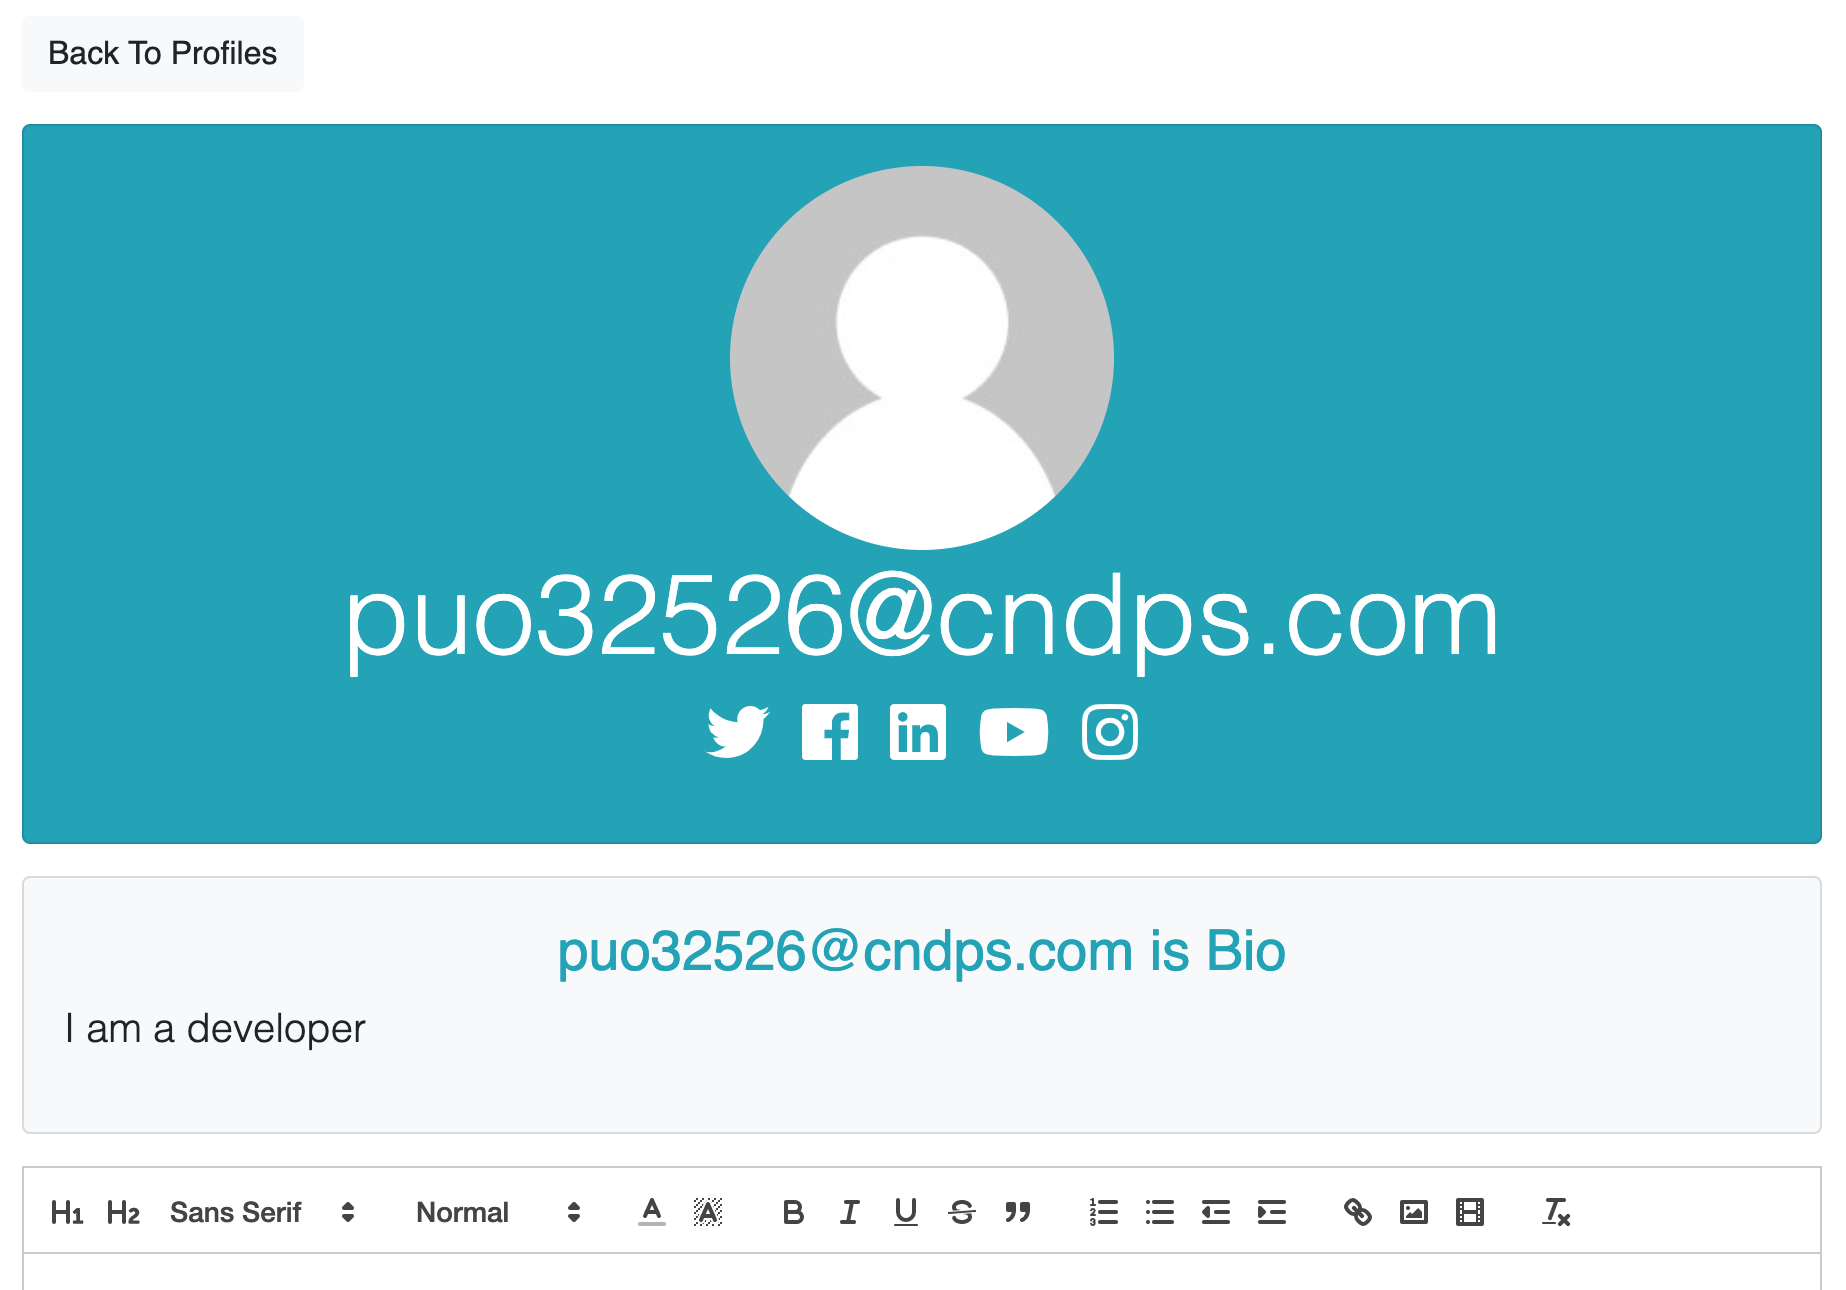 Back To Profiles
puo32526@cndps.com
puo32526@cndps.com is Bio
I am a developer
H1 H2 Sans Serif Normal A A B I U S